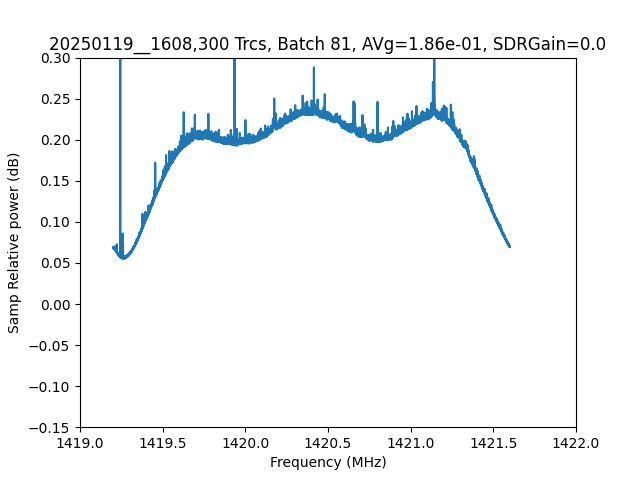 20250119__1608,300 Trcs, Batch 81, AVg=1.86e-01, SDRGain=0.0
0.30
0.25
0.20
0.15
0.10
0.05
0.00
−0.05
−0.10
−0.15
Samp Relative power (dB)
1419.0 1419.5 1420.0 1420.5 1421.0 1421.5 1422.0
Frequency (MHz)